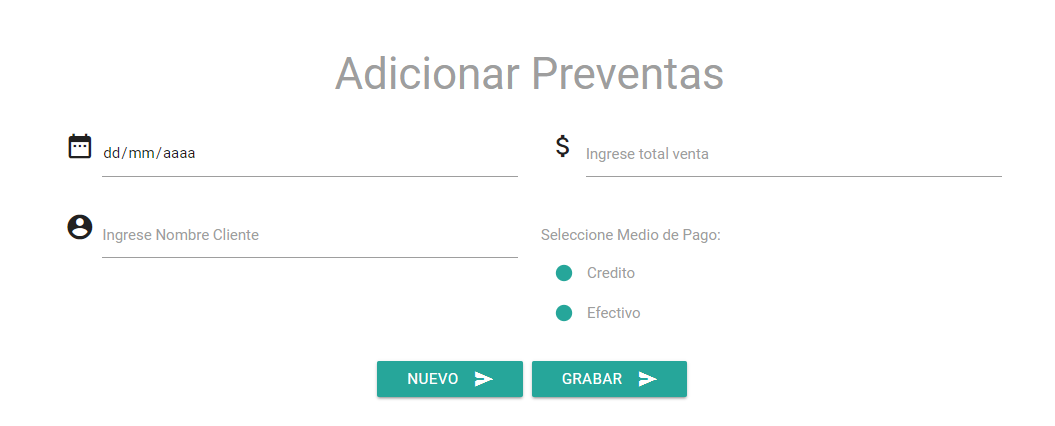 Adicionar Preventas
dd/mm/aaaa
$ Ingrese total venta
Ingrese Nombre Cliente
Seleccione Medio de Pago:
Credito
Efectivo
NUEVO
GRABAR